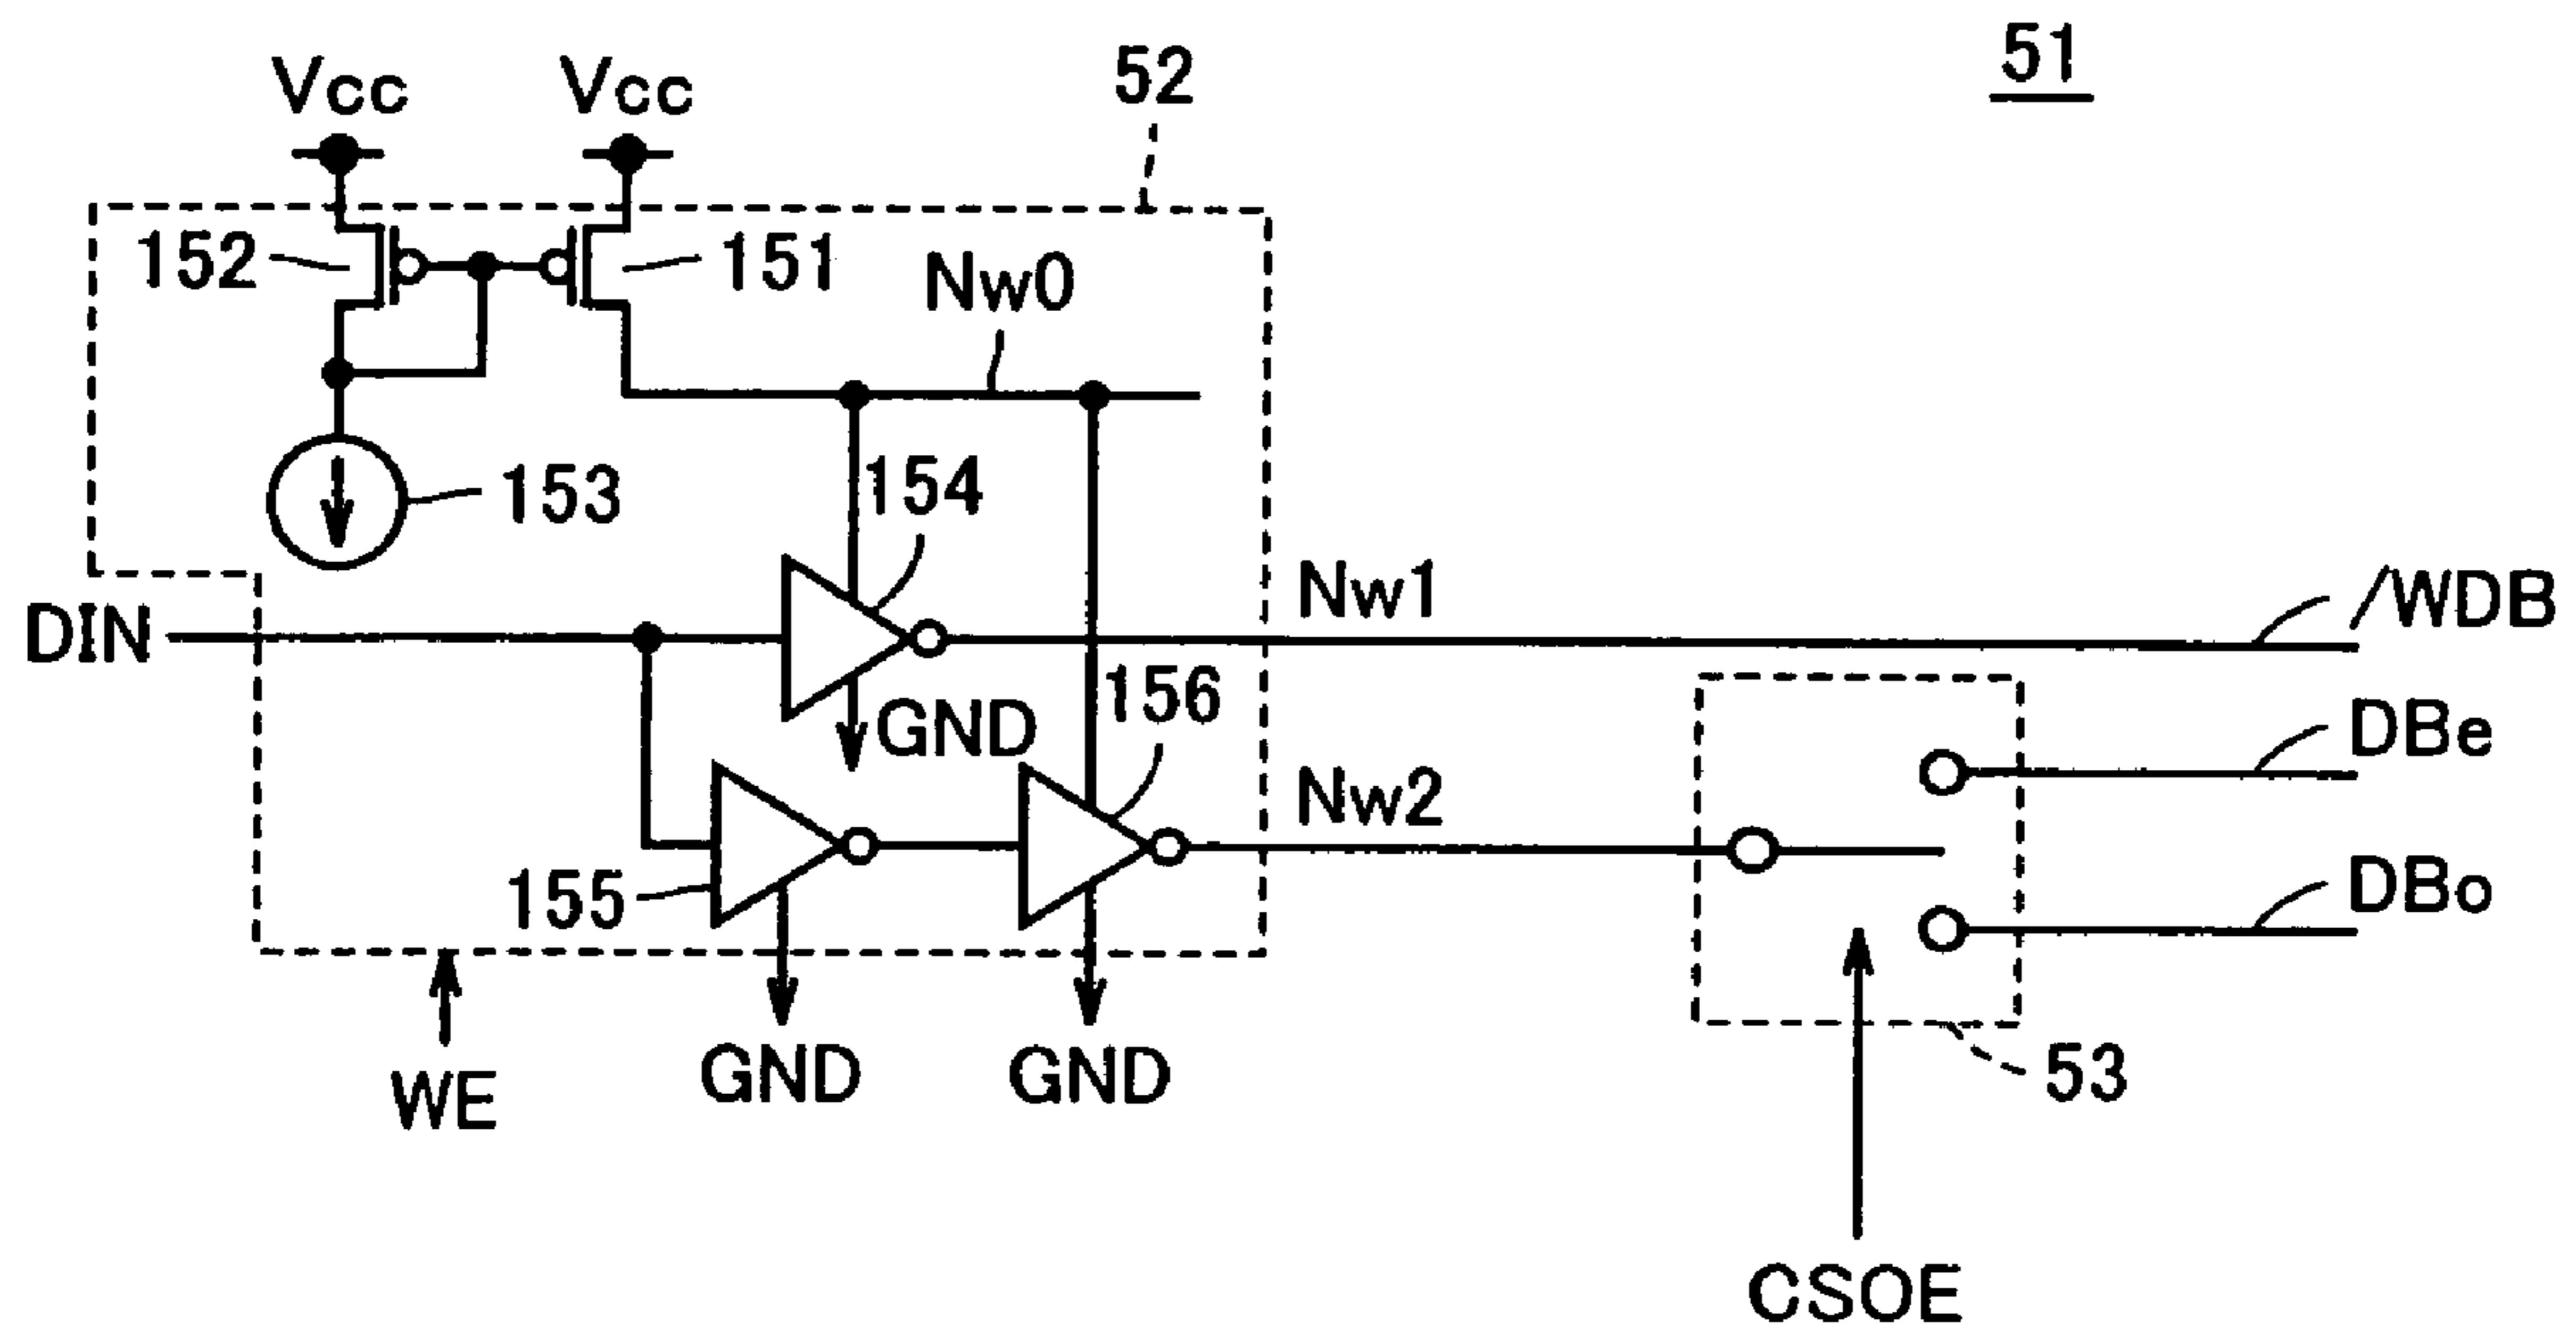 51
52
Vcc
Vcc
152
151
Nw0
153
154
DIN
Nw1
/WDB
GND
156
DBe
Nw2
155
DBo
WE
GND
GND
53
CSOE